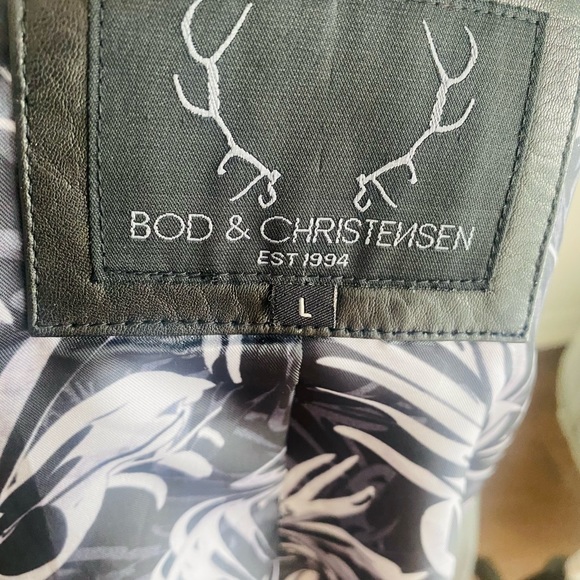 BOD & CHRISTENSEN
EST 1994
L